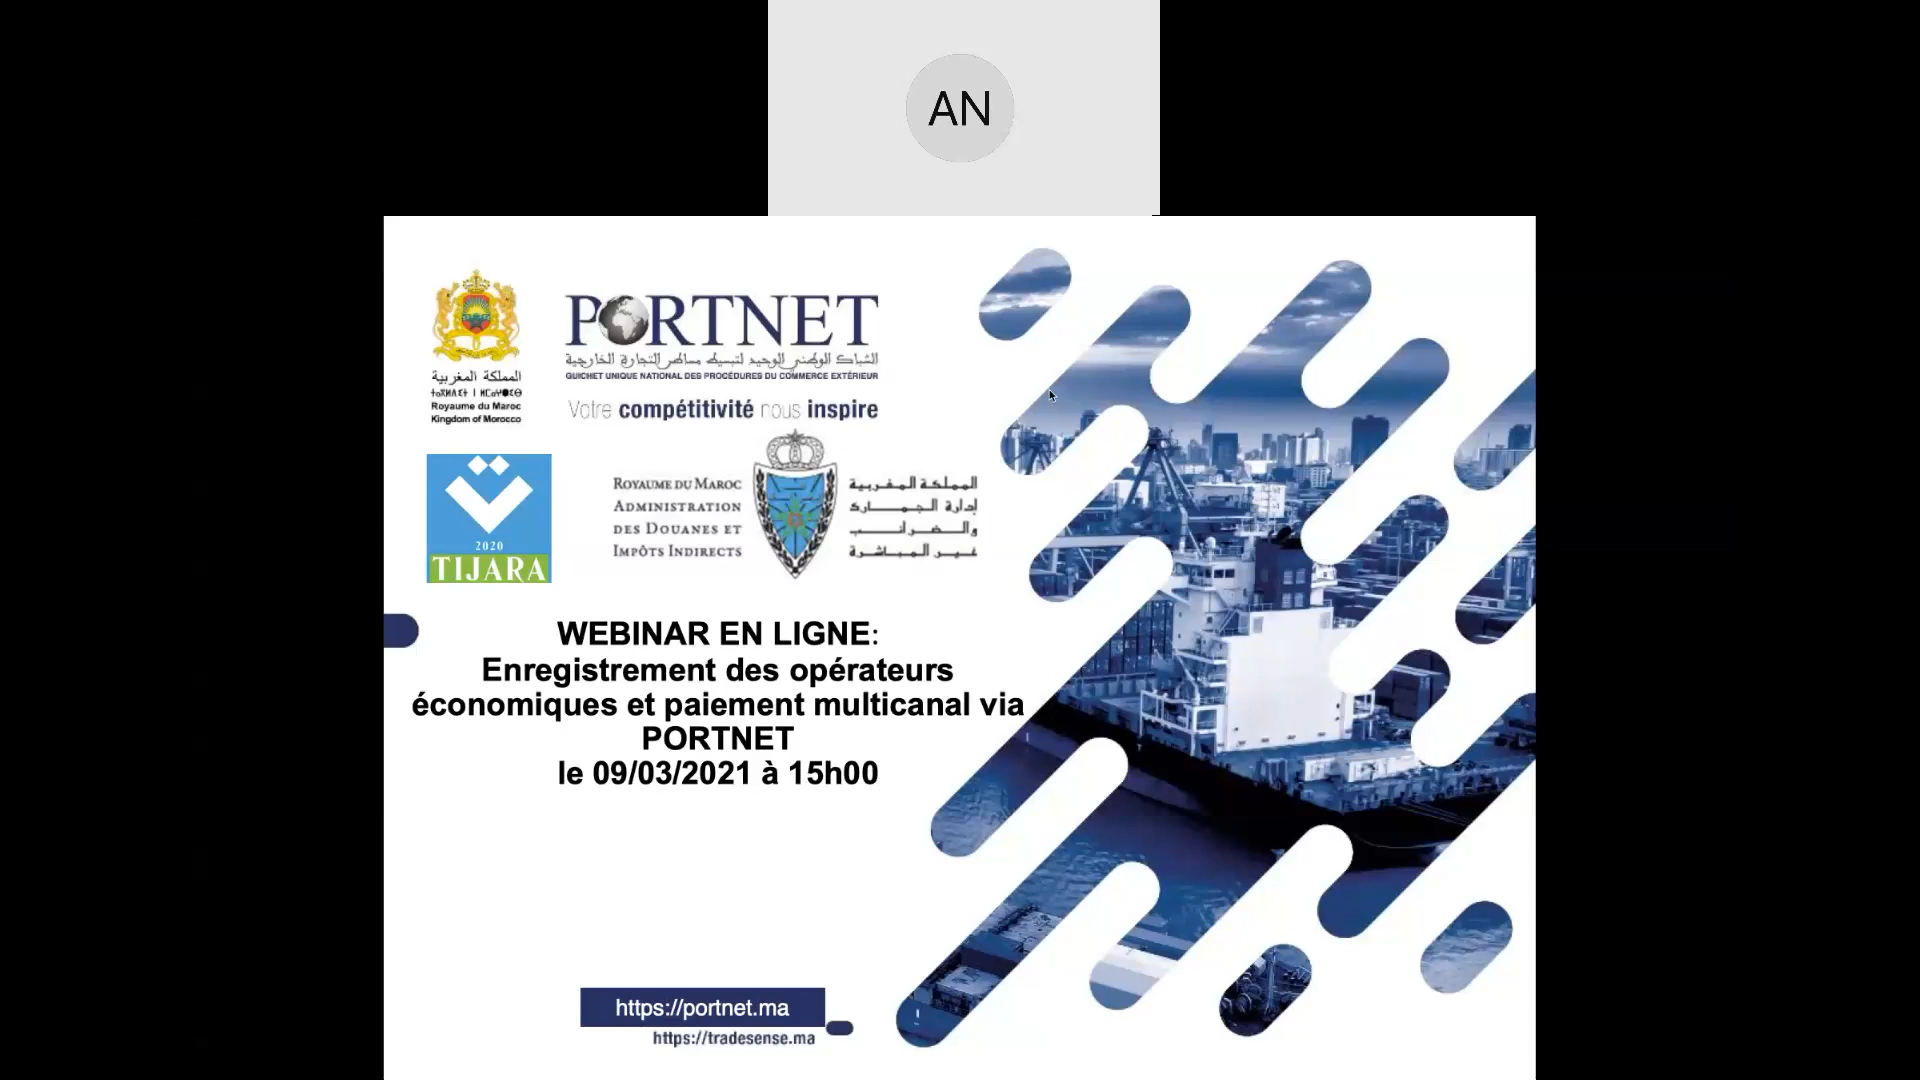 AN
PORTNET
الشباك الوطني الوحيد لتبسيط مساطر التجارة الخارجية
GUICHET UNIQUE NATIONAL DES PROCÉDURES DU COMMERCE EXTÉRIEUR
Votre compétitivité nous inspire
المملكة المغربية
ⵜⴰⴳⵍⴷⵉⵜ ⵏ ⵍⵎⵖⵔⵉⴱ
Royaume du Maroc
Kingdom of Morocco
2020
TIJARA
ROYAUME DU MAROC
ADMINISTRATION
DES DOUANES ET
IMPÔTS INDIRECTS
المملكة المغربية
إدارة الجمارك
والضرائب
غير المباشرة
WEBINAR EN LIGNE:
Enregistrement des opérateurs
économiques et paiement multicanal via
PORTNET
le 09/03/2021 à 15h00
https://portnet.ma
https://tradesense.ma